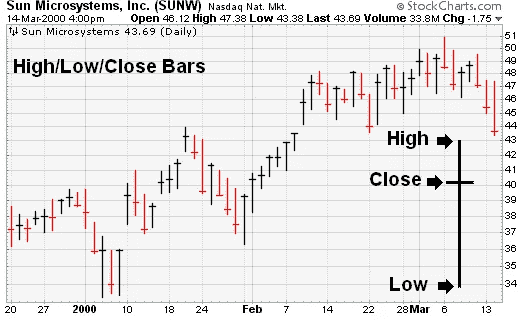 Sun Microsystems, Inc. (SUNW) Nasdaq Nat. Mkt. © StockCharts.com
14-Mar-2000 4:00pm Open 46.12 High 47.38 Low 43.38 Last 43.69 Volume 33.8M Chg -1.75
Sun Microsystems 43.69 (Daily)
High/Low/Close Bars
51
50
49
48
47
46
45
44
43
42
41
40
39
38
37
36
35
34
High
Close
Low
20 27 2000 10 18 24 Feb 7 14 22 28 Mar 6 13